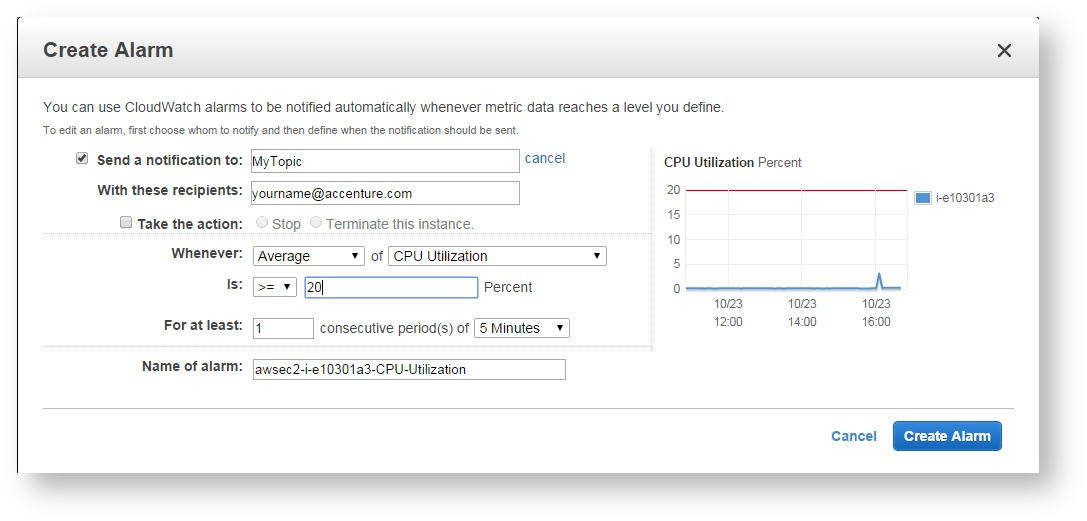 Create Alarm
You can use CloudWatch alarms to be notified automatically whenever metric data reaches a level you define.
To edit an alarm, first choose whom to notify and then define when the notification should be sent.
Send a notification to: MyTopic cancel
With these recipients: yourname@accenture.com
Take the action: Stop Terminate this instance.
Whenever: Average of CPU Utilization
Is: >= 20 Percent
For at least: 1 consecutive period(s) of 5 Minutes
Name of alarm: awsec2-i-e10301a3-CPU-Utilization
CPU Utilization Percent
20
15
10
5
0
i-e10301a3
10/23 10/23 10/23
12:00 14:00 16:00
Cancel Create Alarm